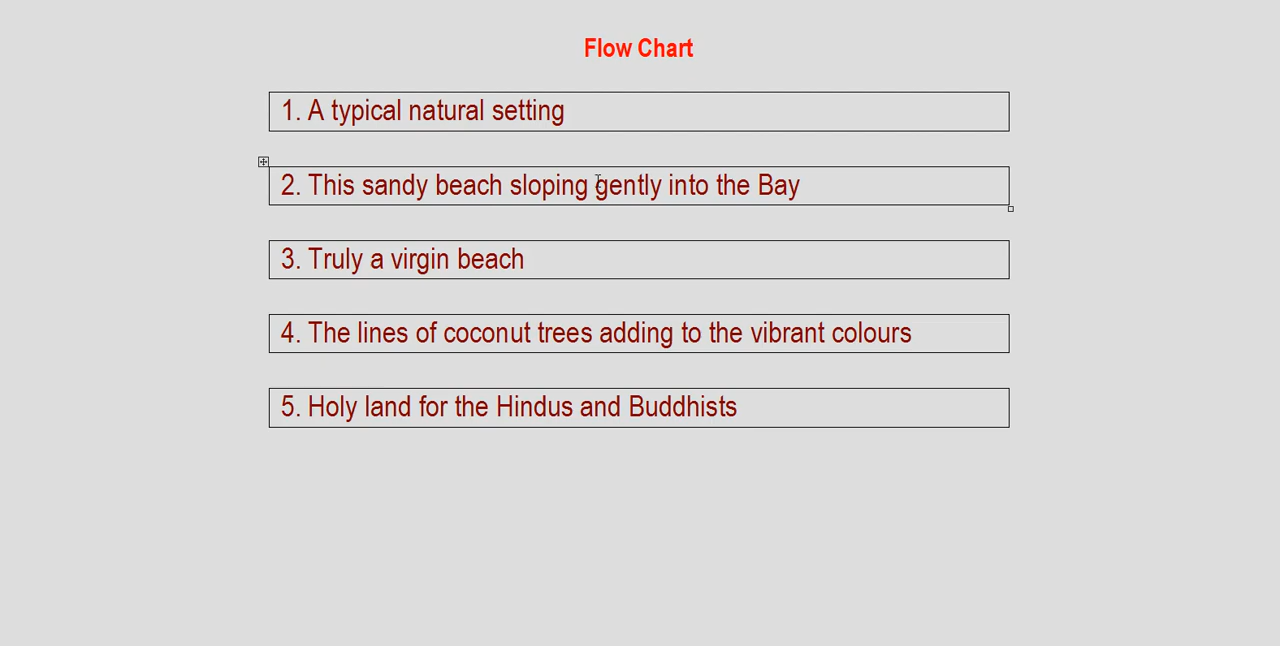 Flow Chart
1. A typical natural setting
2. This sandy beach sloping gently into the Bay
3. Truly a virgin beach
4. The lines of coconut trees adding to the vibrant colours
5. Holy land for the Hindus and Buddhists